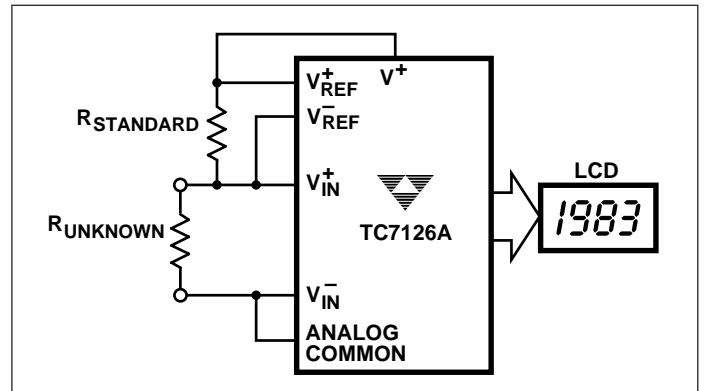 V+
V+REF
V−REF
RSTANDARD
V+IN
LCD
TC7126A
1983
RUNKNOWN
V−IN
ANALOG
COMMON